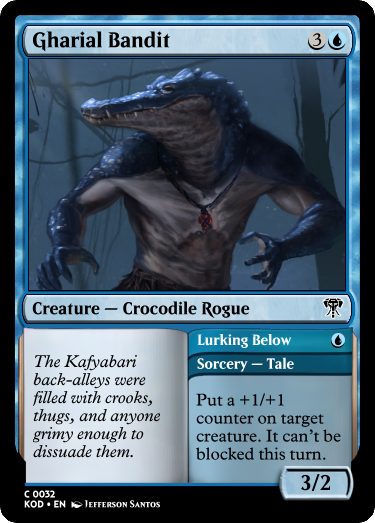 Gharial Bandit 3
Creature — Crocodile Rogue
The Kafyabari
back-alleys were
filled with crooks,
thugs, and anyone
grimy enough to
dissuade them.
Lurking Below
Sorcery — Tale
Put a +1/+1
counter on target
creature. It can't be
blocked this turn.
3/2
C 0032
KOD • EN Jefferson Santos